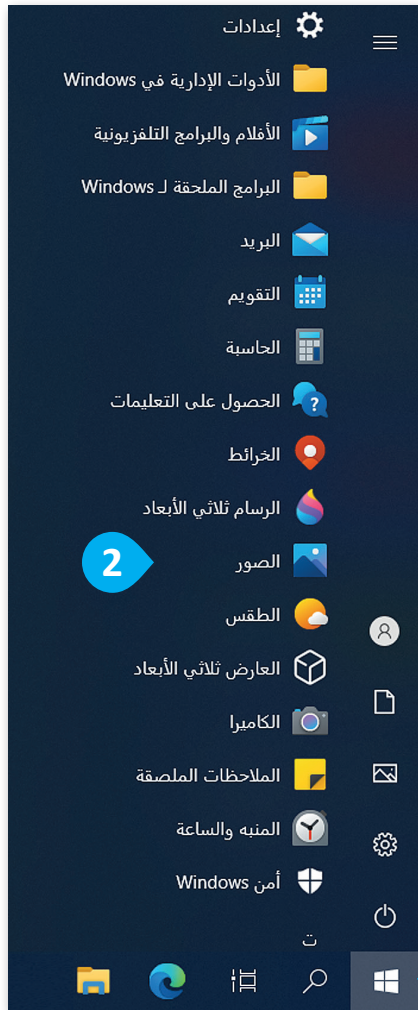 إعدادات
الأدوات الإدارية في Windows
الأفلام والبرامج التلفزيونية
البرامج الملحقة لـ Windows
البريد
التقويم
الحاسبة
الحصول على التعليمات
الخرائط
الرسام ثلاثي الأبعاد
الصور
2
الطقس
العارض ثلاثي الأبعاد
الكاميرا
الملاحظات الملصقة
المنبه والساعة
أمن Windows
ت